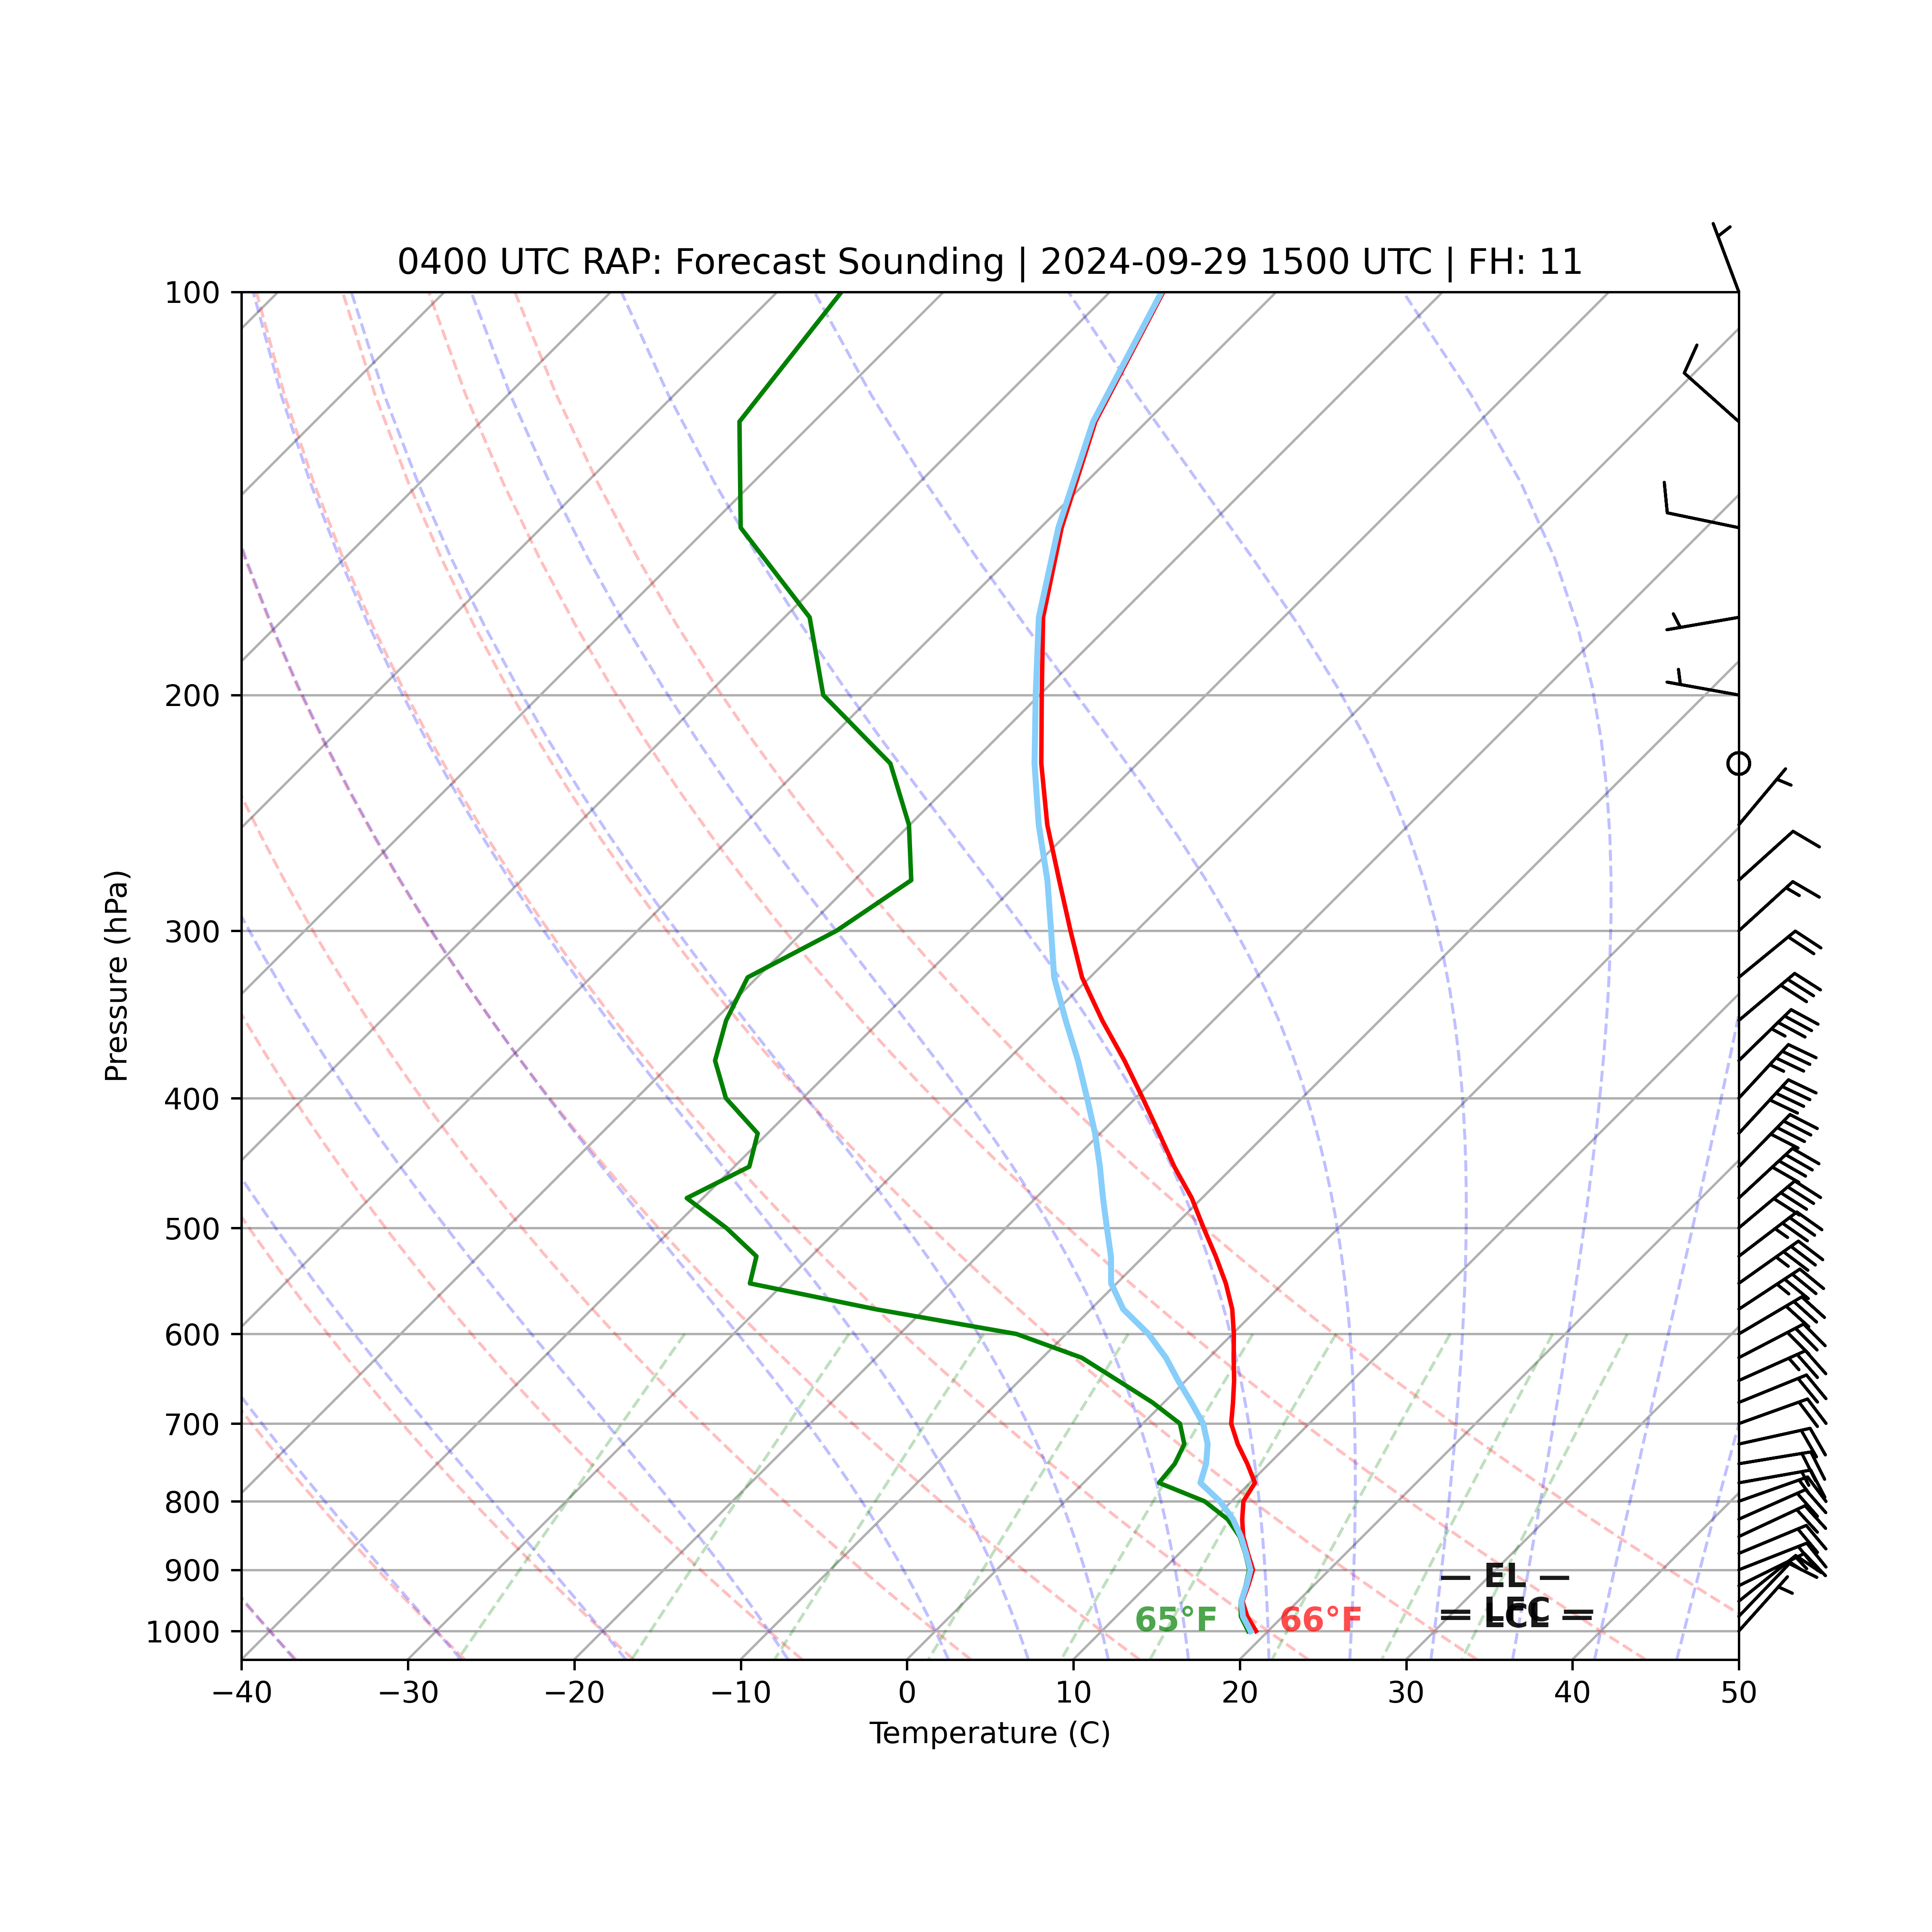 0400 UTC RAP: Forecast Sounding | 2024-09-29 1500 UTC | FH: 11
100
200
300
400
500
600
700
800
900
1000
Pressure (hPa)
— EL —
— LFC —
65°F 66°F
−40 −30 −20 −10 0 10 20 30 40 50
Temperature (C)